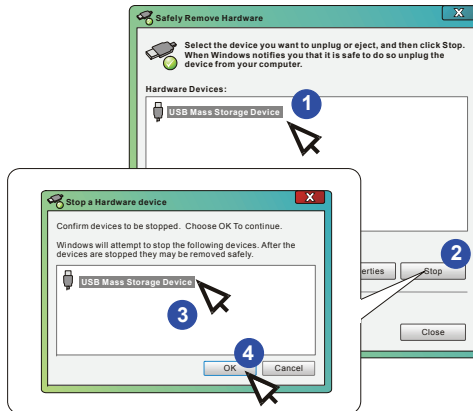 Safely Remove Hardware
X
Select the device you want to unplug or eject, and then click Stop.
When Windows notifies you that it is safe to do so unplug the
device from your computer.
Hardware Devices:
USB Mass Storage Device
1
2
erties
Stop
Close
Stop a Hardware device
X
Confirm devices to be stopped. Choose OK To continue.
Windows will attempt to stop the following devices. After the
devices are stopped they may be removed safely.
USB Mass Storage Device
3
4
OK
Cancel